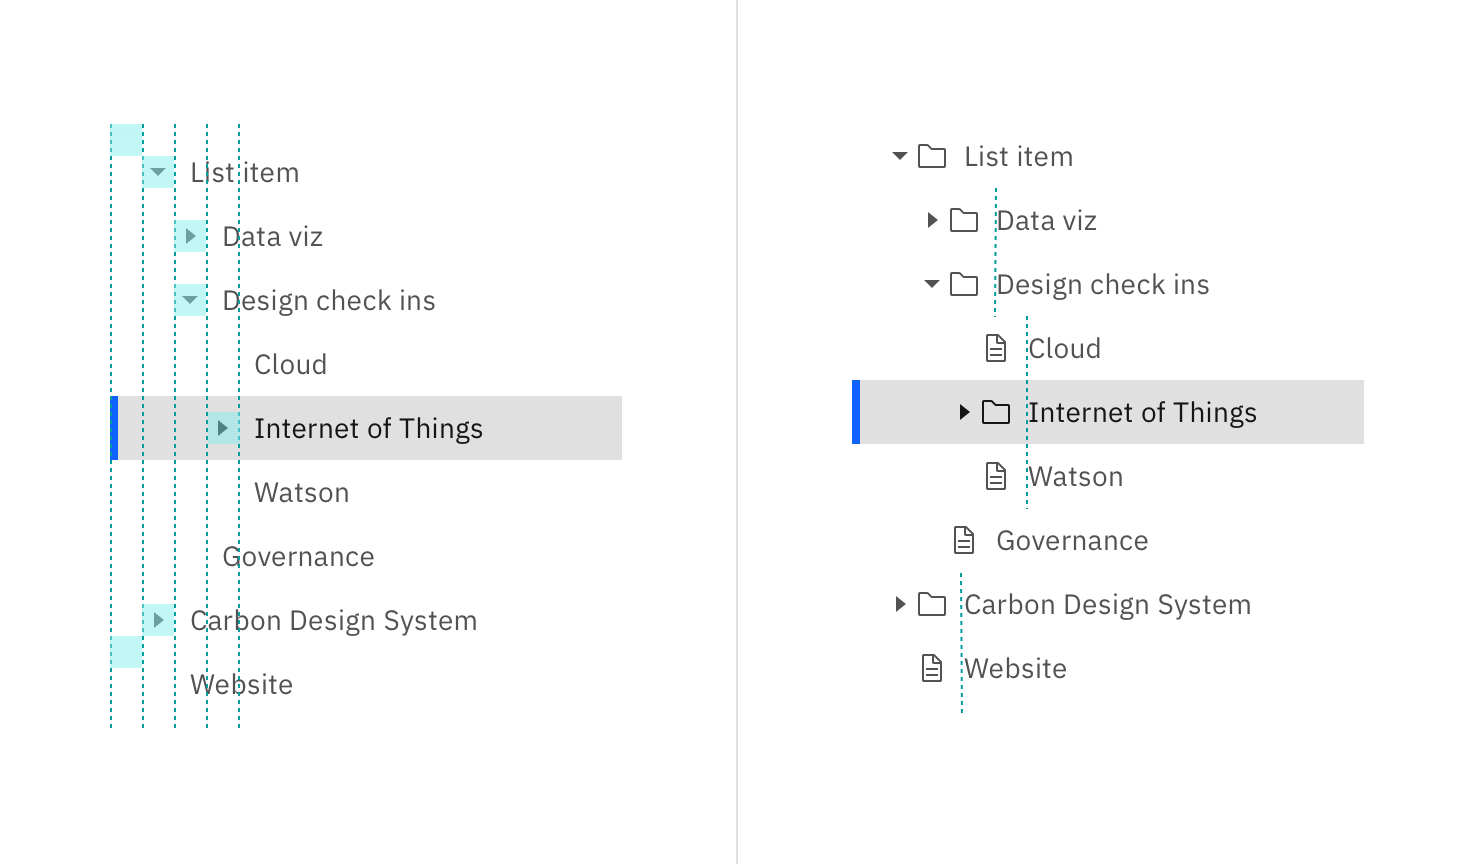 List item
Data viz
Design check ins
Cloud
Internet of Things
Watson
Governance
Carbon Design System
Website
List item
Data viz
Design check ins
Cloud
Internet of Things
Watson
Governance
Carbon Design System
Website